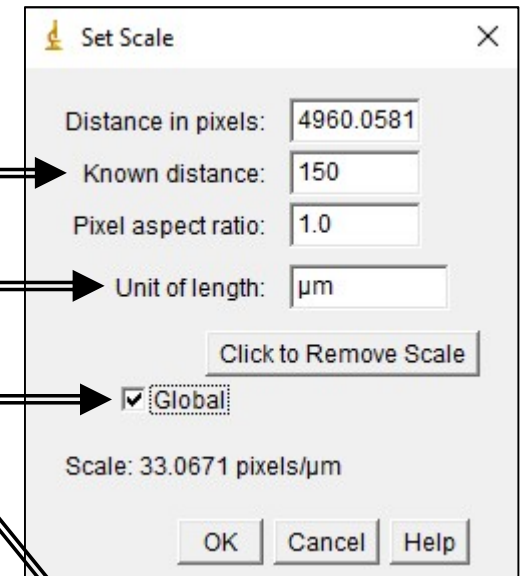 Set Scale
Distance in pixels: 4960.0581
Known distance: 150
Pixel aspect ratio: 1.0
Unit of length: µm
Click to Remove Scale
Global
Scale: 33.0671 pixels/µm
OK Cancel Help